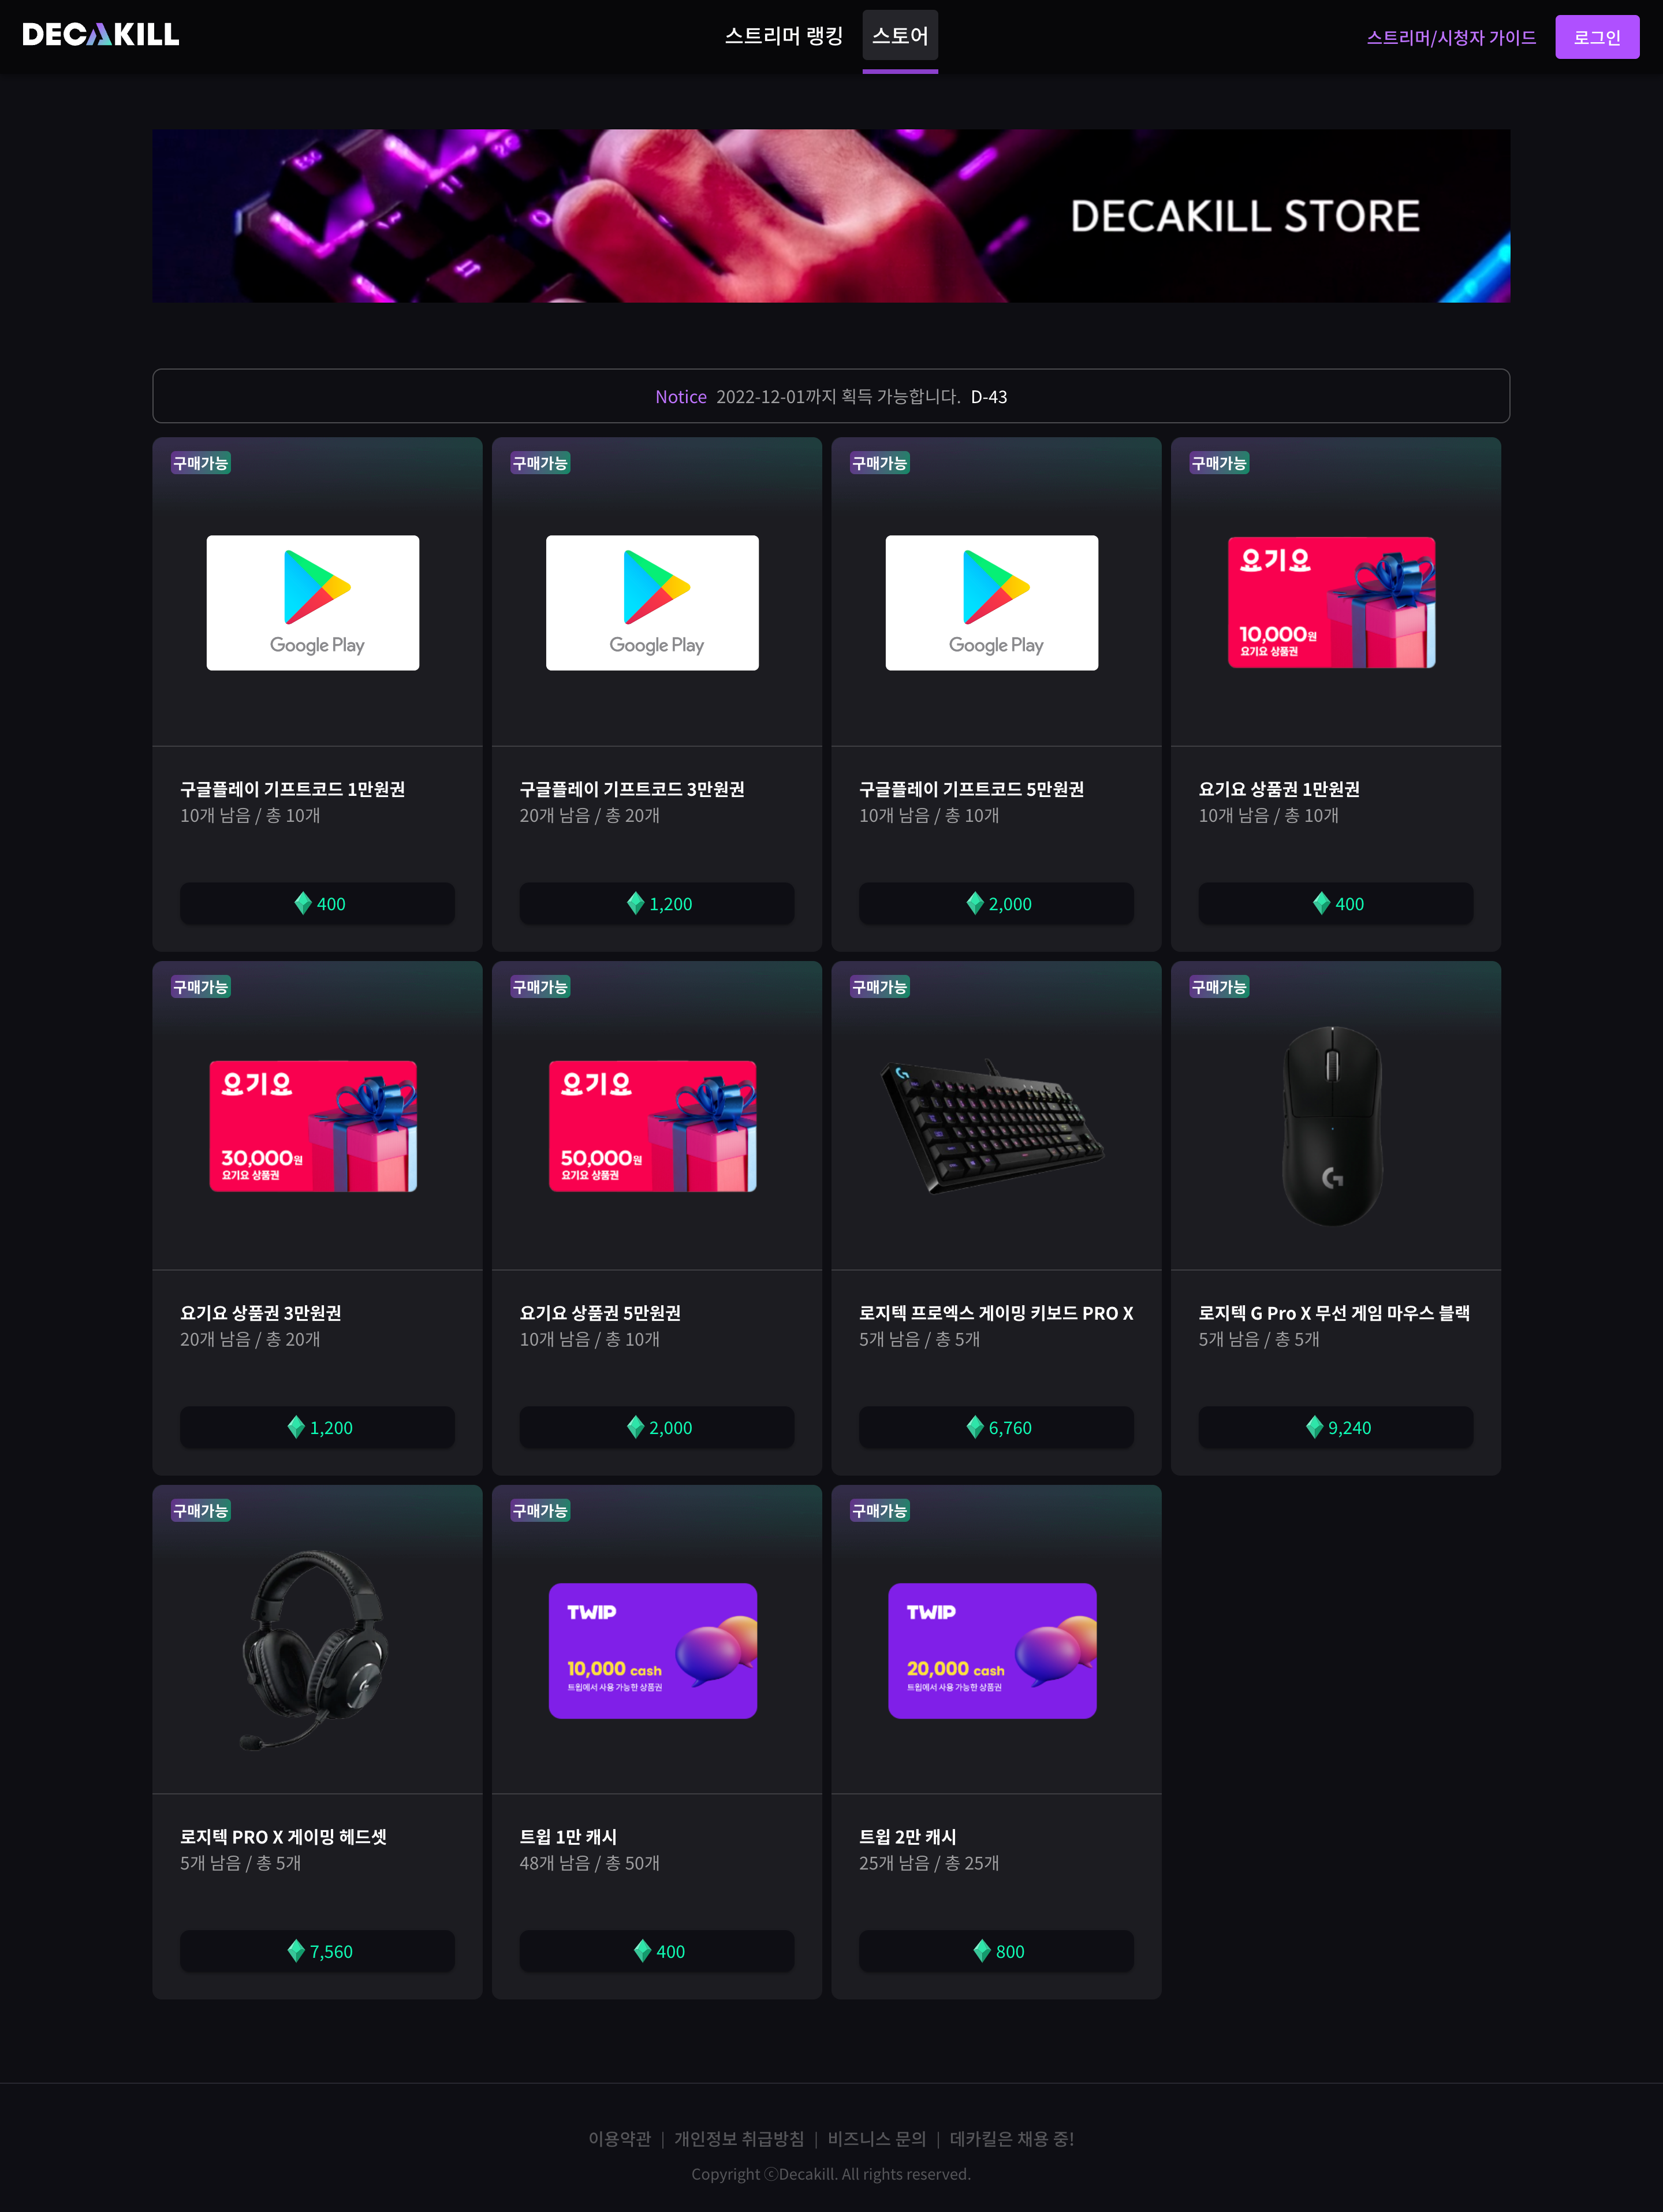 DECAKILL
스트리머 랭킹
스토어
스트리머/시청자 가이드
로그인
DECAKILL STORE
Notice 2022-12-01까지 획득 가능합니다. D-43
구매가능
Google Play
구글플레이 기프트코드 1만원권
10개 남음 / 총 10개
400
구매가능
Google Play
구글플레이 기프트코드 3만원권
20개 남음 / 총 20개
1,200
구매가능
Google Play
구글플레이 기프트코드 5만원권
10개 남음 / 총 10개
2,000
구매가능
요기요
10,000원
요기요 상품권
요기요 상품권 1만원권
10개 남음 / 총 10개
400
구매가능
요기요
30,000원
요기요 상품권
요기요 상품권 3만원권
20개 남음 / 총 20개
1,200
구매가능
요기요
50,000원
요기요 상품권
요기요 상품권 5만원권
10개 남음 / 총 10개
2,000
구매가능
로지텍 프로엑스 게이밍 키보드 PRO X
5개 남음 / 총 5개
6,760
구매가능
로지텍 G Pro X 무선 게임 마우스 블랙
5개 남음 / 총 5개
9,240
구매가능
로지텍 PRO X 게이밍 헤드셋
5개 남음 / 총 5개
7,560
구매가능
TWIP
10,000 cash
트윕에서 사용 가능한 상품권
트윕 1만 캐시
48개 남음 / 총 50개
400
구매가능
TWIP
20,000 cash
트윕에서 사용 가능한 상품권
트윕 2만 캐시
25개 남음 / 총 25개
800
이용약관 | 개인정보 취급방침 | 비즈니스 문의 | 데카킬은 채용 중!
Copyright ⓒDecakill. All rights reserved.